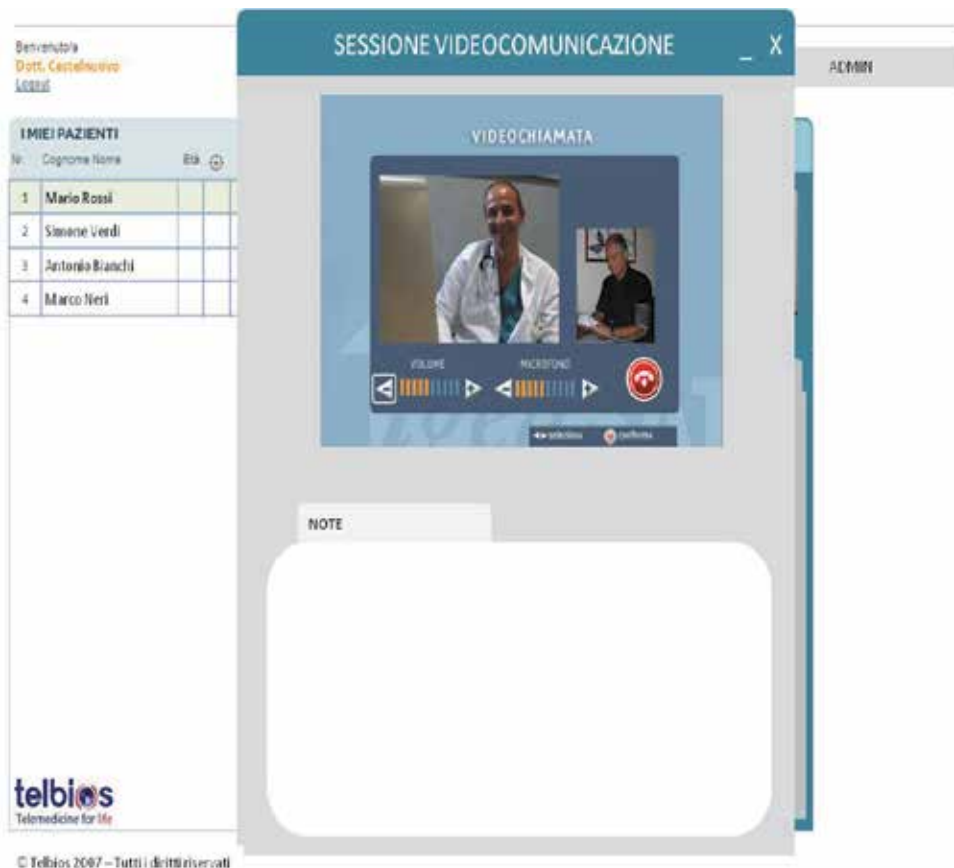 Benvenuto/a
Dott. Castelnuovo
Logout
SESSIONE VIDEOCOMUNICAZIONE _ X
ADMIN
I MIEI PAZIENTI
Nr. Cognome Nome Età
1 Mario Rossi
2 Simone Verdi
3 Antonio Bianchi
4 Marco Neri
VIDEOCHIAMATA
VOLUME MICROFONO
seleziona conferma
NOTE
telbios
Telemedicine for life
© Telbios 2007 – Tutti i diritti riservati